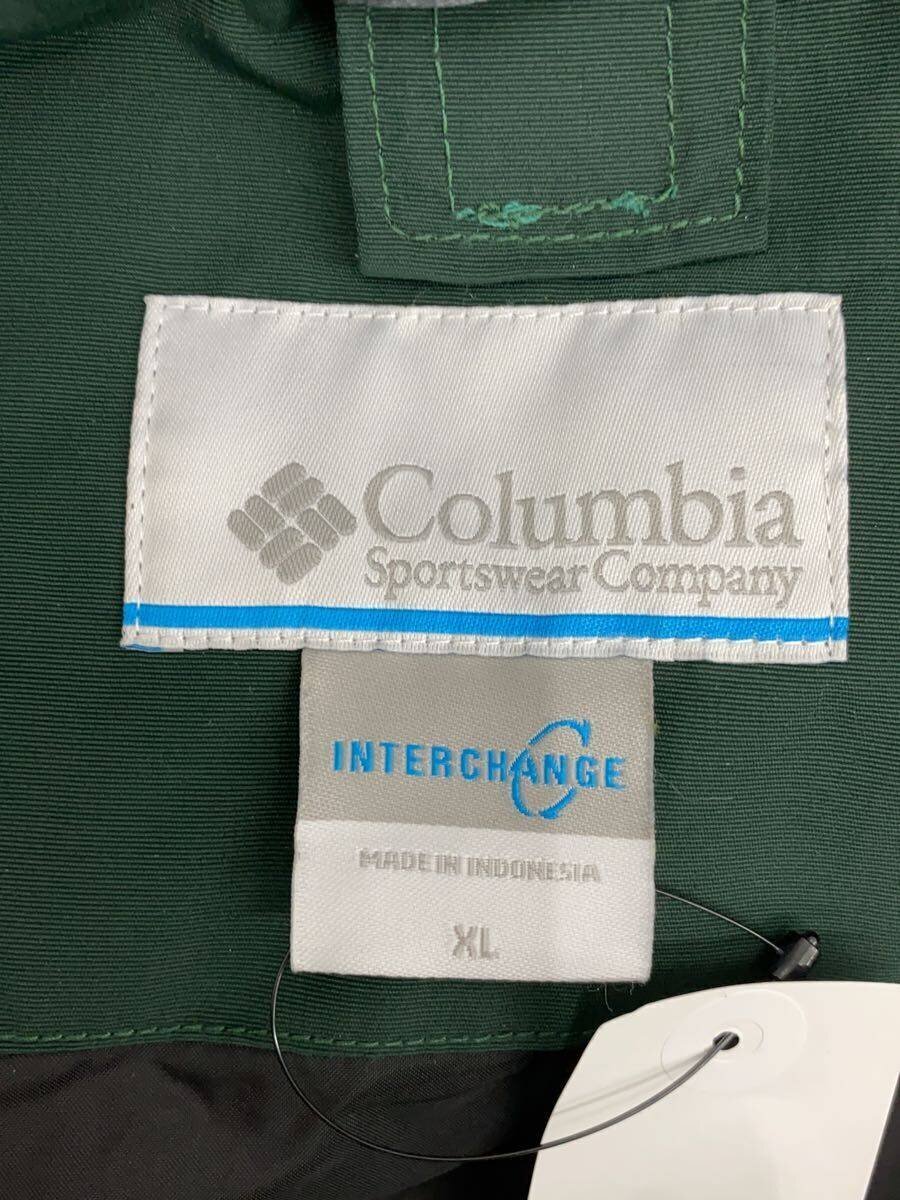 Columbia
Sportswear Company
INTERCHANGE
MADE IN INDONESIA
XL